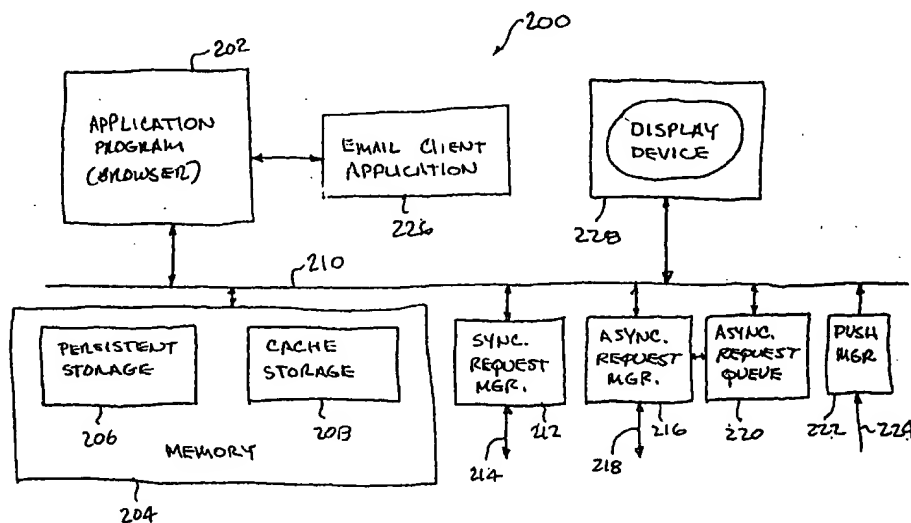 200
202
APPLICATION
PROGRAM
(BROWSER)
EMAIL CLIENT
APPLICATION
226
DISPLAY
DEVICE
228
210
PERSISTENT
STORAGE
206
CACHE
STORAGE
208
MEMORY
204
SYNC.
REQUEST
MGR.
212
214
ASYNC.
REQUEST
MGR.
216
218
ASYNC.
REQUEST
QUEUE
220
PUSH
MGR
222
224